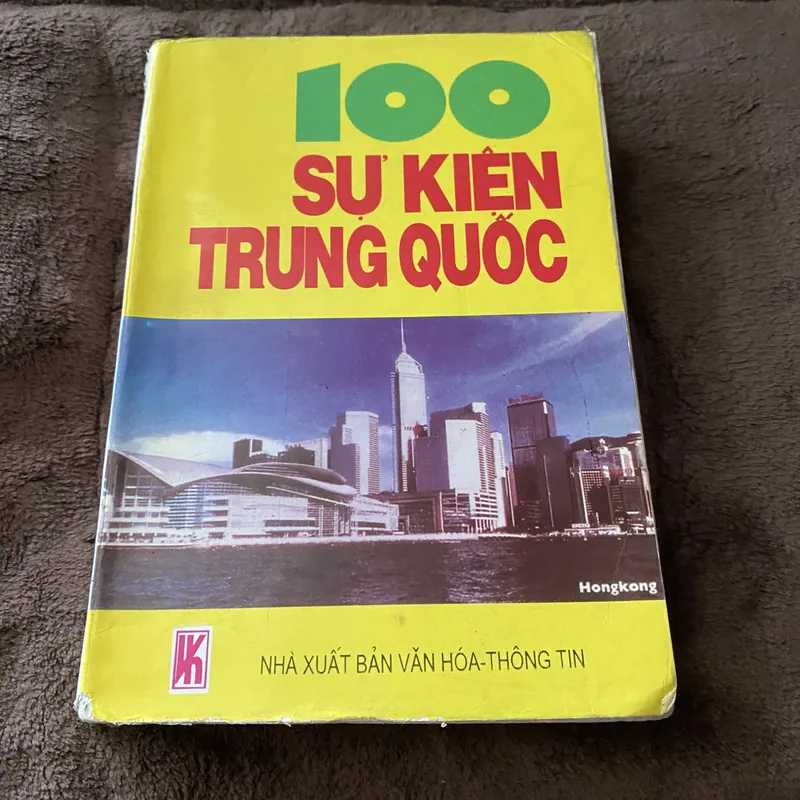 100
SỰ KIỆN
TRUNG QUỐC
Hongkong
NHÀ XUẤT BẢN VĂN HÓA-THÔNG TIN